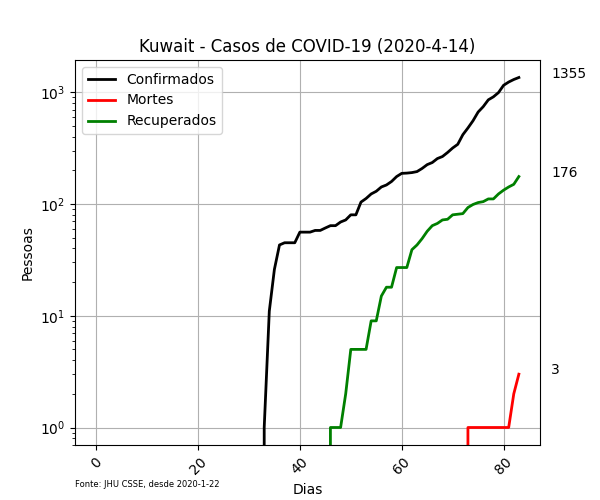 Kuwait - Casos de COVID-19 (2020-4-14)
Confirmados
Mortes
Recuperados
1355
176
3
10³
10²
10¹
10⁰
Pessoas
0 20 40 60 80
Dias
Fonte: JHU CSSE, desde 2020-1-22